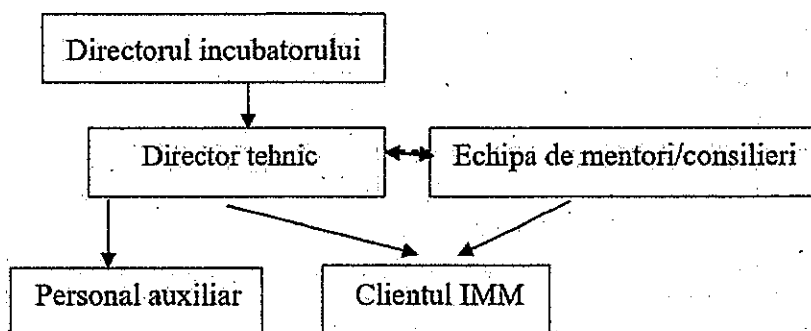 Directorul incubatorului
Director tehnic
Echipa de mentori/consilieri
Personal auxiliar
Clientul IMM